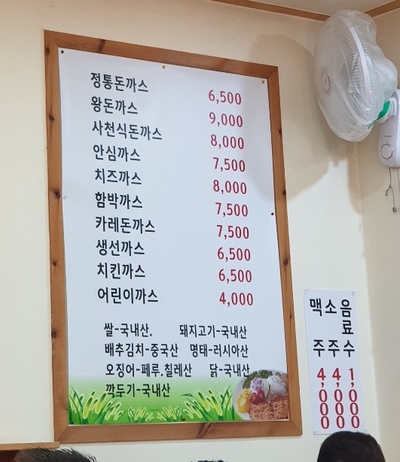 정통돈까스 6,500
왕돈까스 9,000
사천식돈까스 8,000
안심까스 7,500
치즈까스 8,000
함박까스 7,500
카레돈까스 7,500
생선까스 6,500
치킨까스 6,500
어린이까스 4,000
쌀-국내산. 돼지고기-국내산
배추김치-중국산 명태-러시아산
오징어-페루,칠레산 닭-국내산
깍두기-국내산
맥주 4,000
소주 4,000
음료수 1,000